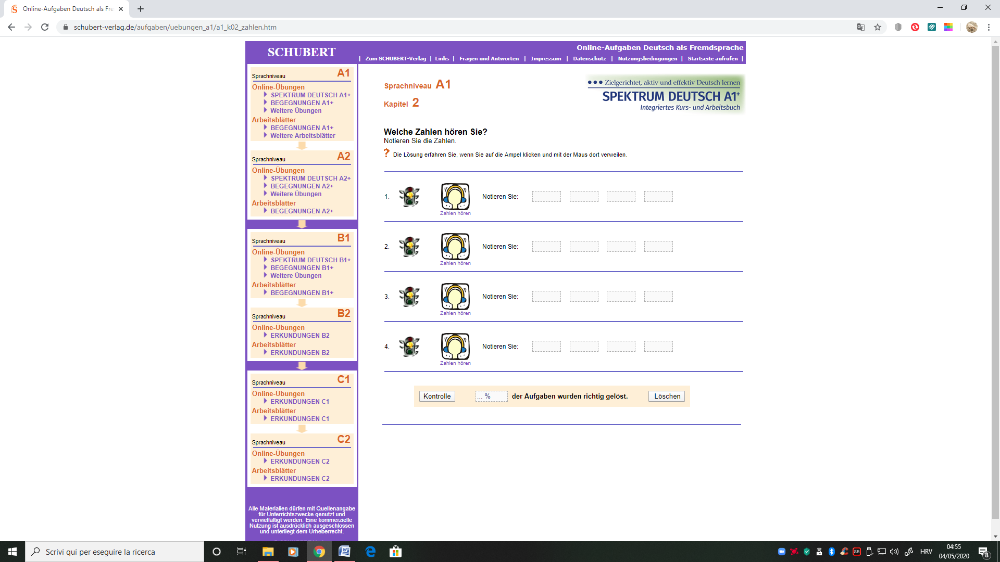 Online-Aufgaben Deutsch als Fre
schubert-verlag.de/aufgaben/uebungen_a1/a1_k02_zahlen.htm
SCHUBERT
Online-Aufgaben Deutsch als Fremdsprache
| Zum SCHUBERT-Verlag | Links | Fragen und Antworten | Impressum | Datenschutz | Nutzungsbedingungen | Startseite aufrufen |
Sprachniveau A1
Online-Übungen
SPEKTRUM DEUTSCH A1+
BEGEGNUNGEN A1+
Weitere Übungen
Arbeitsblätter
BEGEGNUNGEN A1+
Weitere Arbeitsblätter
Sprachniveau A2
Online-Übungen
SPEKTRUM DEUTSCH A2+
BEGEGNUNGEN A2+
Weitere Übungen
Arbeitsblätter
BEGEGNUNGEN A2+
Sprachniveau B1
Online-Übungen
SPEKTRUM DEUTSCH B1+
BEGEGNUNGEN B1+
Weitere Übungen
Arbeitsblätter
BEGEGNUNGEN B1+
Sprachniveau B2
Online-Übungen
ERKUNDUNGEN B2
Arbeitsblätter
ERKUNDUNGEN B2
Sprachniveau C1
Online-Übungen
ERKUNDUNGEN C1
Arbeitsblätter
ERKUNDUNGEN C1
Sprachniveau C2
Online-Übungen
ERKUNDUNGEN C2
Arbeitsblätter
ERKUNDUNGEN C2
Alle Materialien dürfen mit Quellenangabe
für Unterrichtszwecke genutzt und
vervielfältigt werden. Eine kommerzielle
Nutzung ist ausdrücklich ausgeschlossen
und unterliegt dem Urheberrecht.
Sprachniveau A1
Kapitel 2
••• Zielgerichtet, aktiv und effektiv Deutsch lernen
SPEKTRUM DEUTSCH A1+
Integriertes Kurs- und Arbeitsbuch
Welche Zahlen hören Sie?
Notieren Sie die Zahlen.
? Die Lösung erfahren Sie, wenn Sie auf die Ampel klicken und mit der Maus dort verweilen.
1. Notieren Sie:
Zahlen hören
2. Notieren Sie:
Zahlen hören
3. Notieren Sie:
Zahlen hören
4. Notieren Sie:
Zahlen hören
Kontrolle ... % der Aufgaben wurden richtig gelöst. Löschen
Scrivi qui per eseguire la ricerca
SB
HRV
04:55
04/05/2020
8